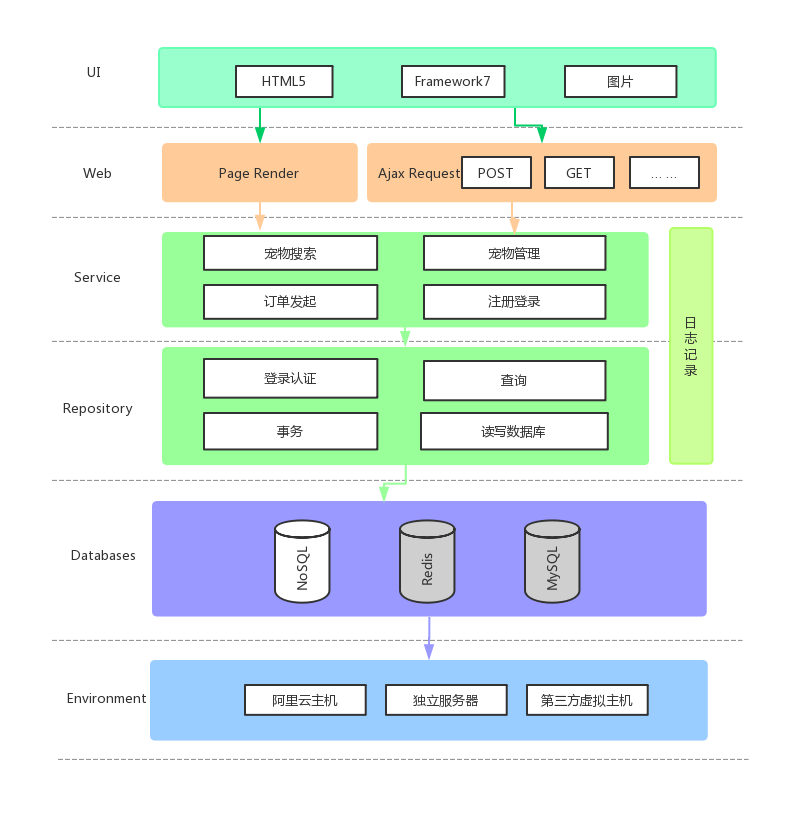 UI
HTML5
Framework7
图片
Web
Page Render
Ajax Request
POST
GET
... ...
Service
宠物搜索
宠物管理
订单发起
注册登录
日志记录
Repository
登录认证
查询
事务
读写数据库
Databases
NoSQL
Redis
MySQL
Environment
阿里云主机
独立服务器
第三方虚拟主机